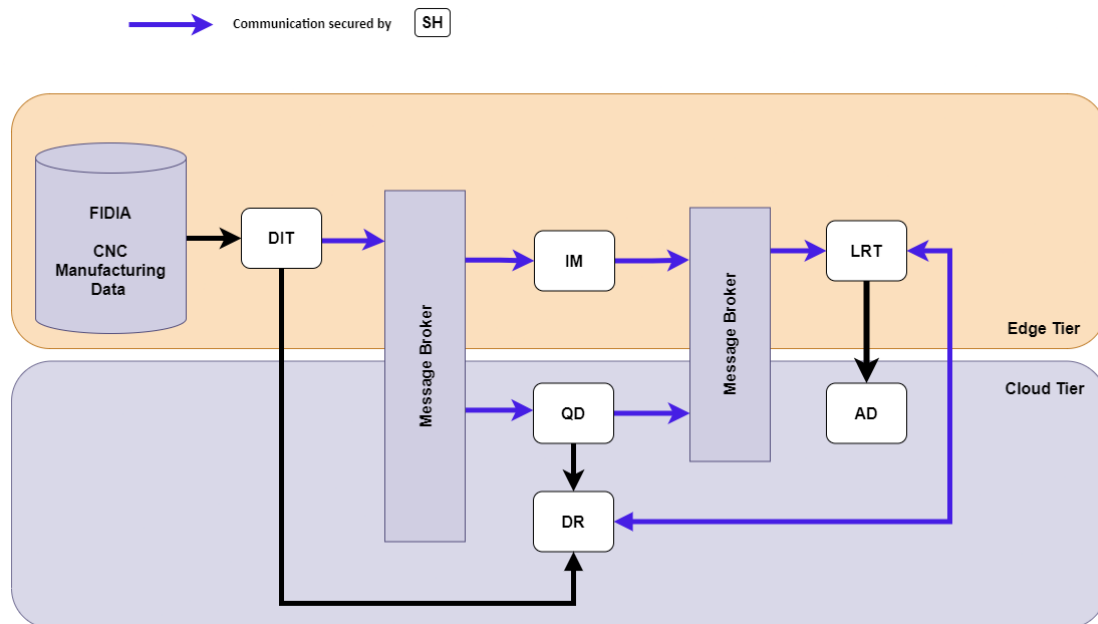 Communication secured by
SH
FIDIA
CNC
Manufacturing
Data
DIT
Message Broker
IM
Message Broker
LRT
Edge Tier
Cloud Tier
QD
AD
DR